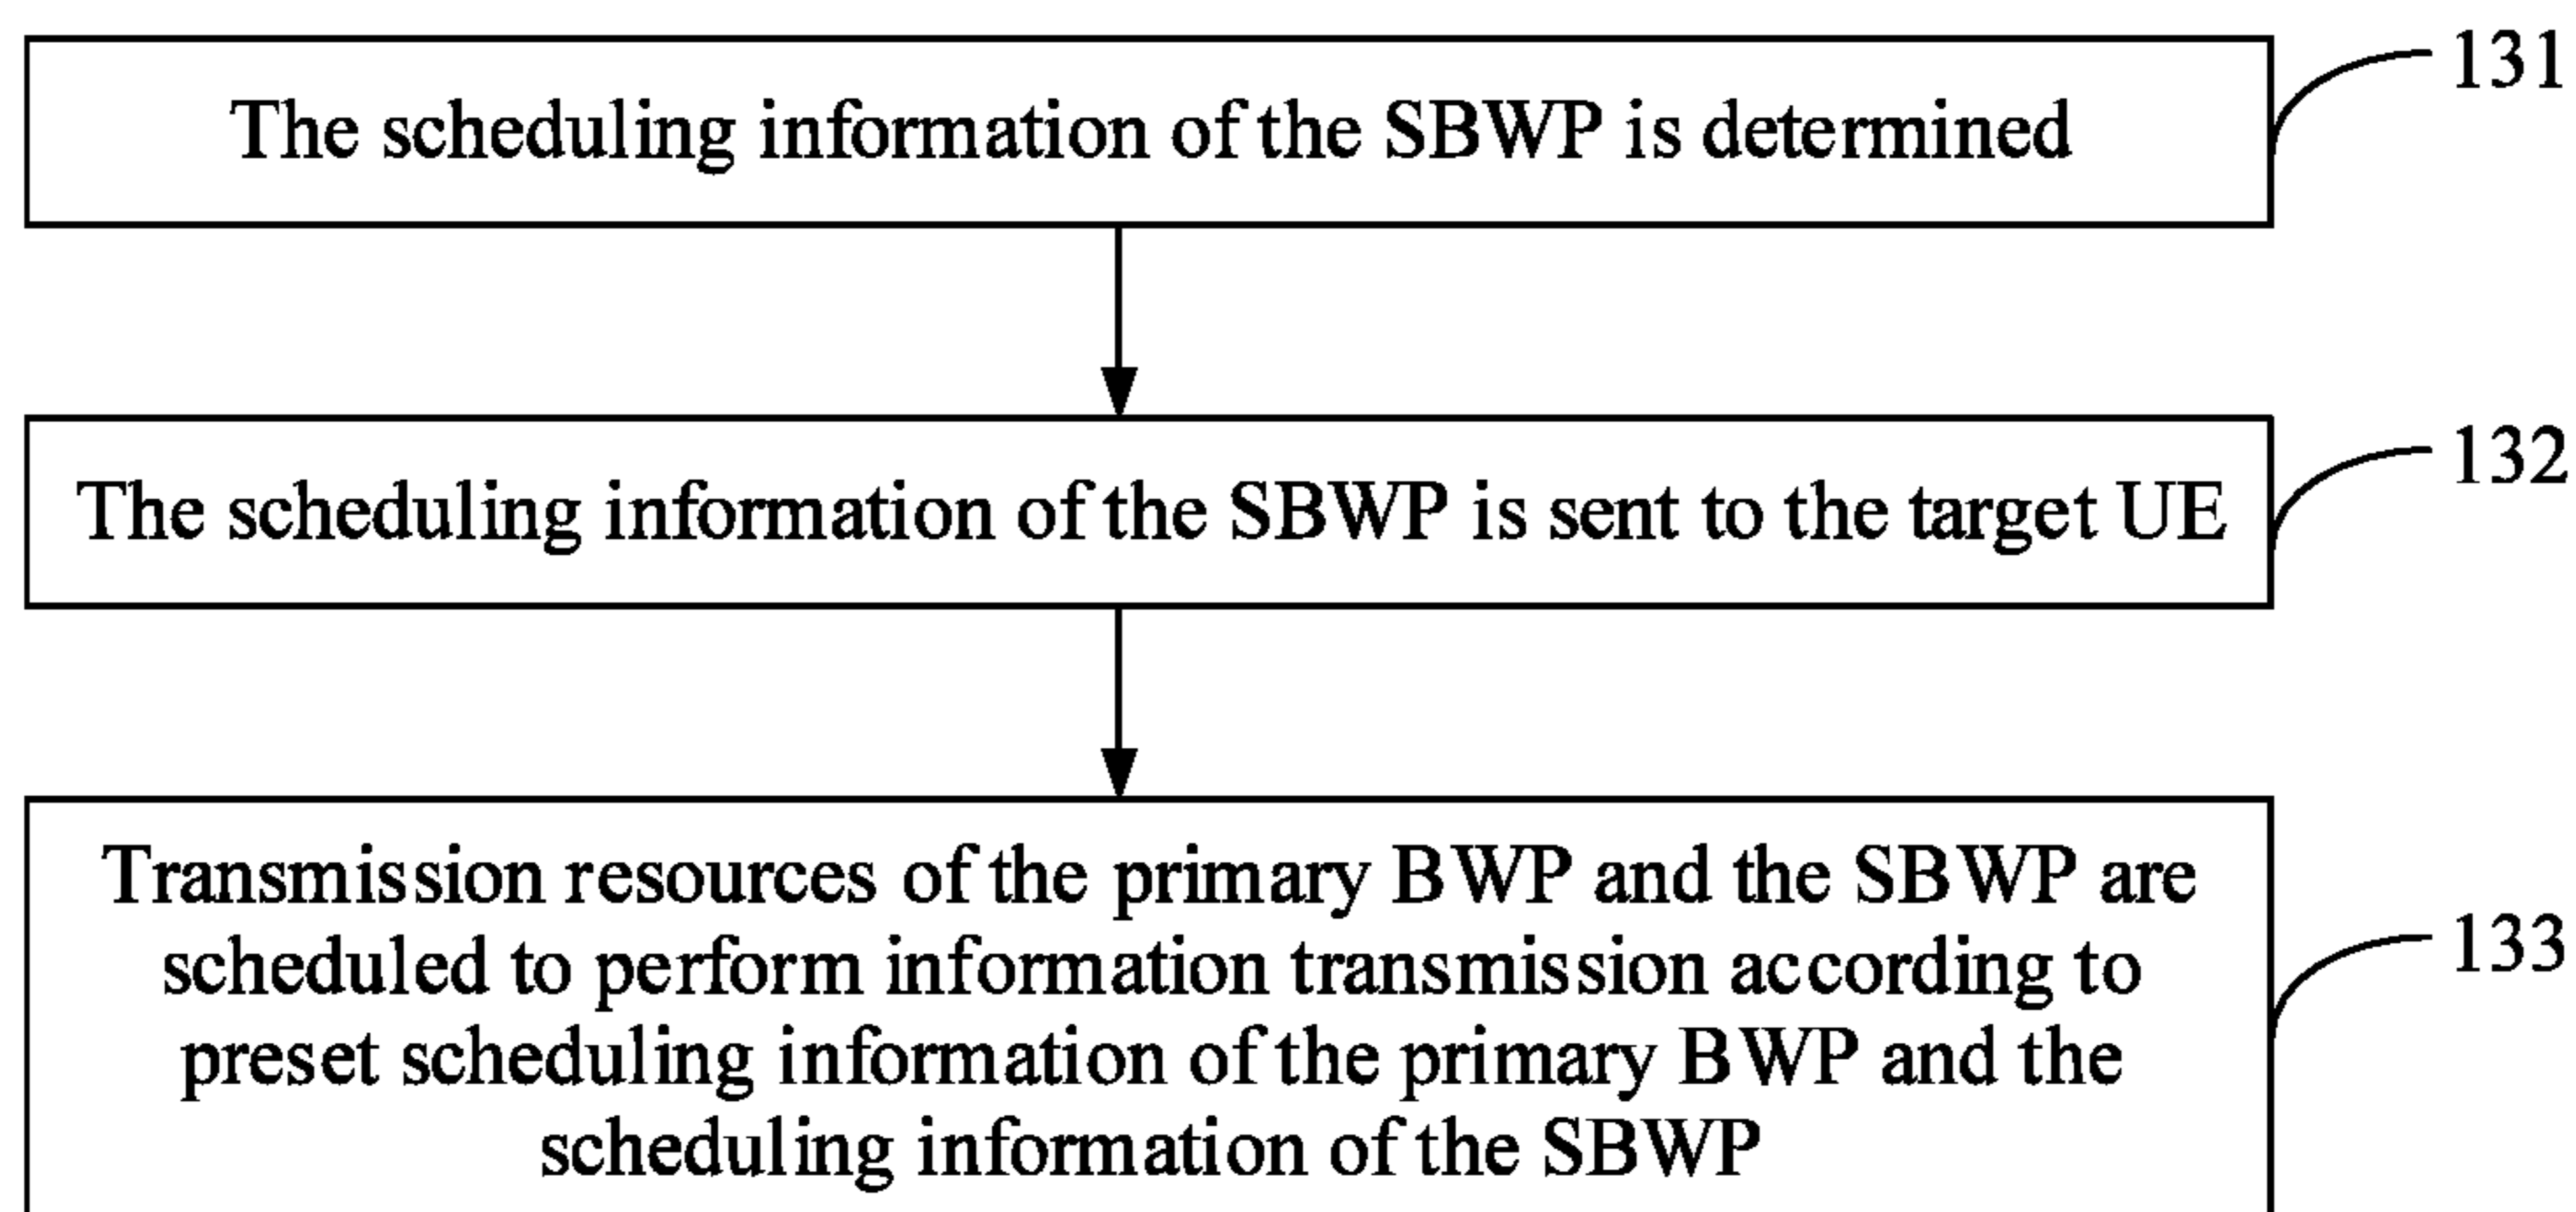 The scheduling information of the SBWP is determined
131
The scheduling information of the SBWP is sent to the target UE
132
Transmission resources of the primary BWP and the SBWP are
scheduled to perform information transmission according to
preset scheduling information of the primary BWP and the
scheduling information of the SBWP
133